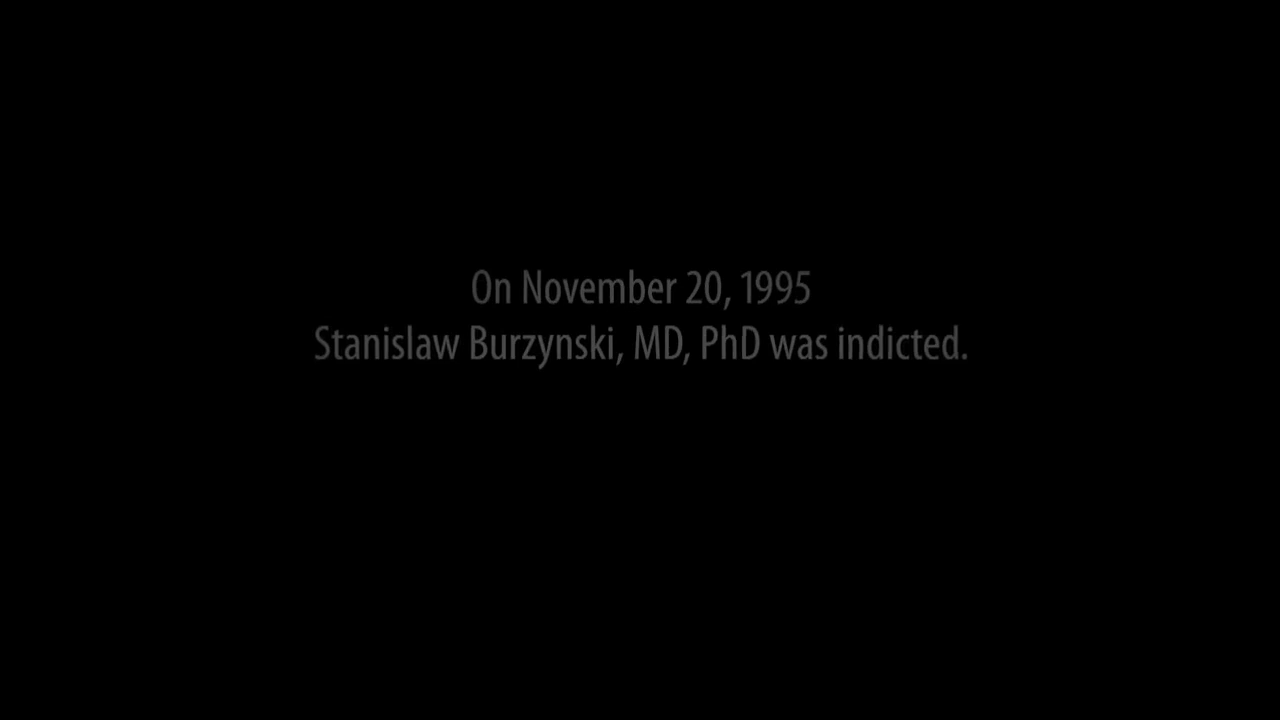 On November 20, 1995
Stanislaw Burzynski, MD, PhD was indicted.